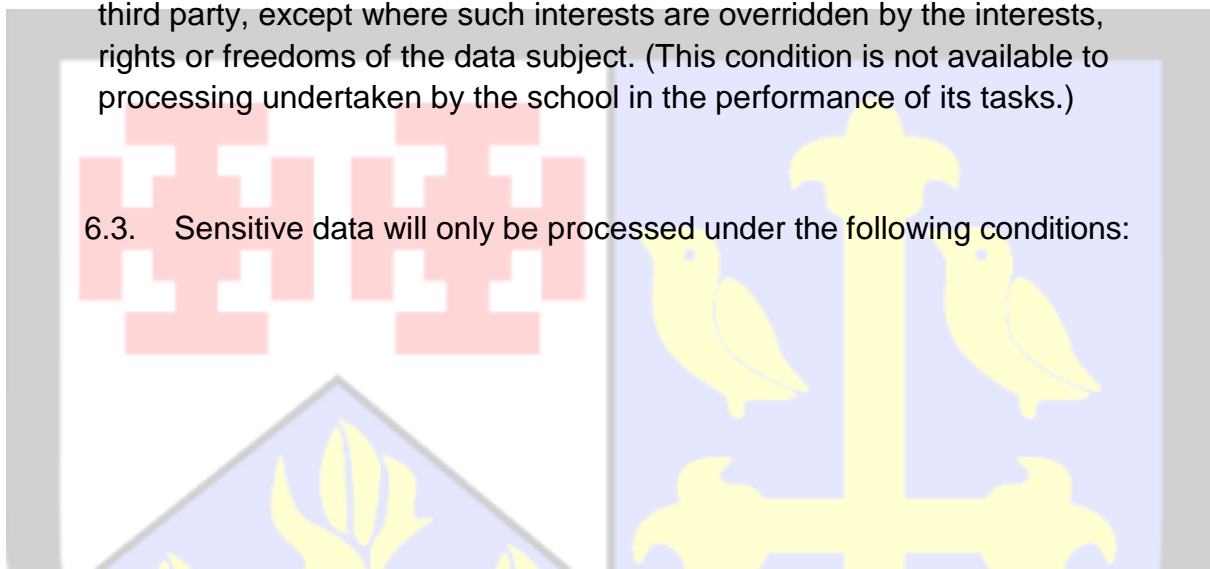 third party, except where such interests are overridden by the interests,
rights or freedoms of the data subject. (This condition is not available to
processing undertaken by the school in the performance of its tasks.)
6.3. Sensitive data will only be processed under the following conditions: